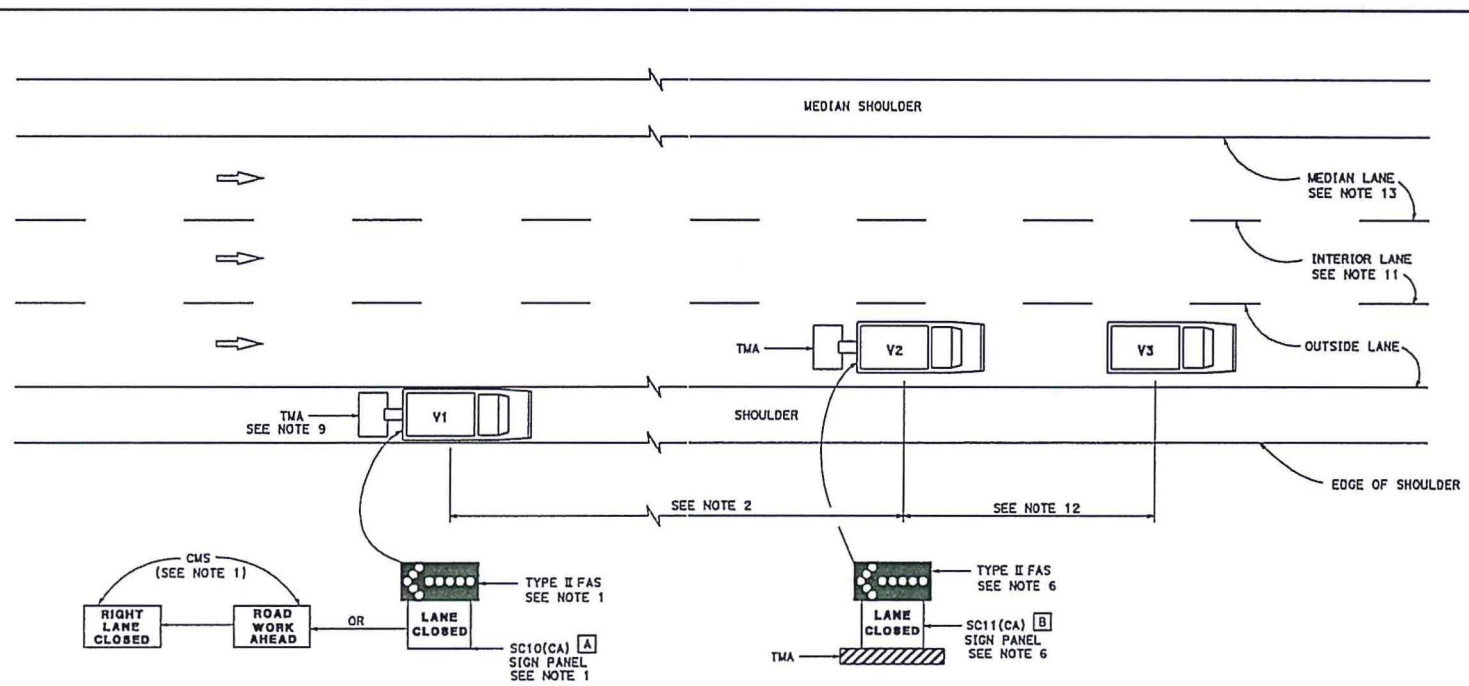 MEDIAN SHOULDER
MEDIAN LANE
SEE NOTE 13
INTERIOR LANE
SEE NOTE 11
OUTSIDE LANE
TMA
V2
V3
TMA
SEE NOTE 9
V1
SHOULDER
EDGE OF SHOULDER
SEE NOTE 2
SEE NOTE 12
CMS
(SEE NOTE 1)
RIGHT
LANE
CLOSED
ROAD
WORK
AHEAD
OR
LANE
CLOSED
TYPE II FAS
SEE NOTE 1
SC10(CA) A
SIGN PANEL
SEE NOTE 1
LANE
CLOSED
TYPE II FAS
SEE NOTE 6
SC11(CA) B
SIGN PANEL
SEE NOTE 6
TMA